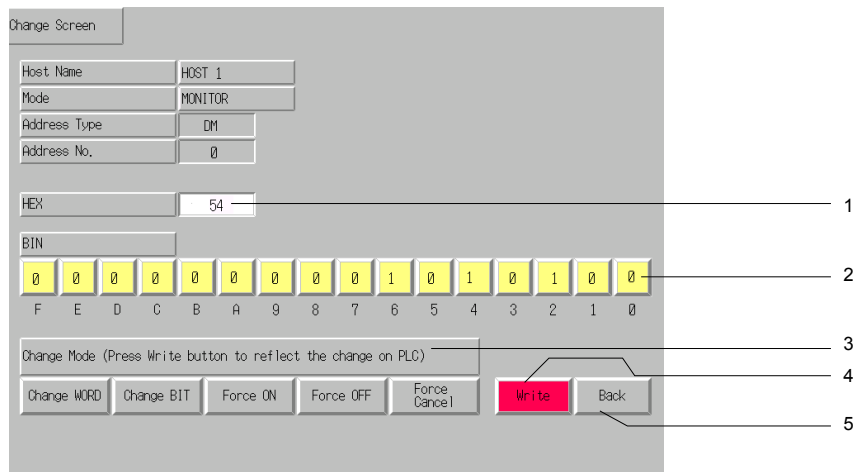 Change Screen
Host Name HOST 1
Mode MONITOR
Address Type DM
Address No. 0
HEX 54 1
BIN
0 0 0 0 0 0 0 0 0 1 0 1 0 1 0 0 2
F E D C B A 9 8 7 6 5 4 3 2 1 0
Change Mode (Press Write button to reflect the change on PLC) 3
4
Change WORD Change BIT Force ON Force OFF Force Cancel Write Back
5